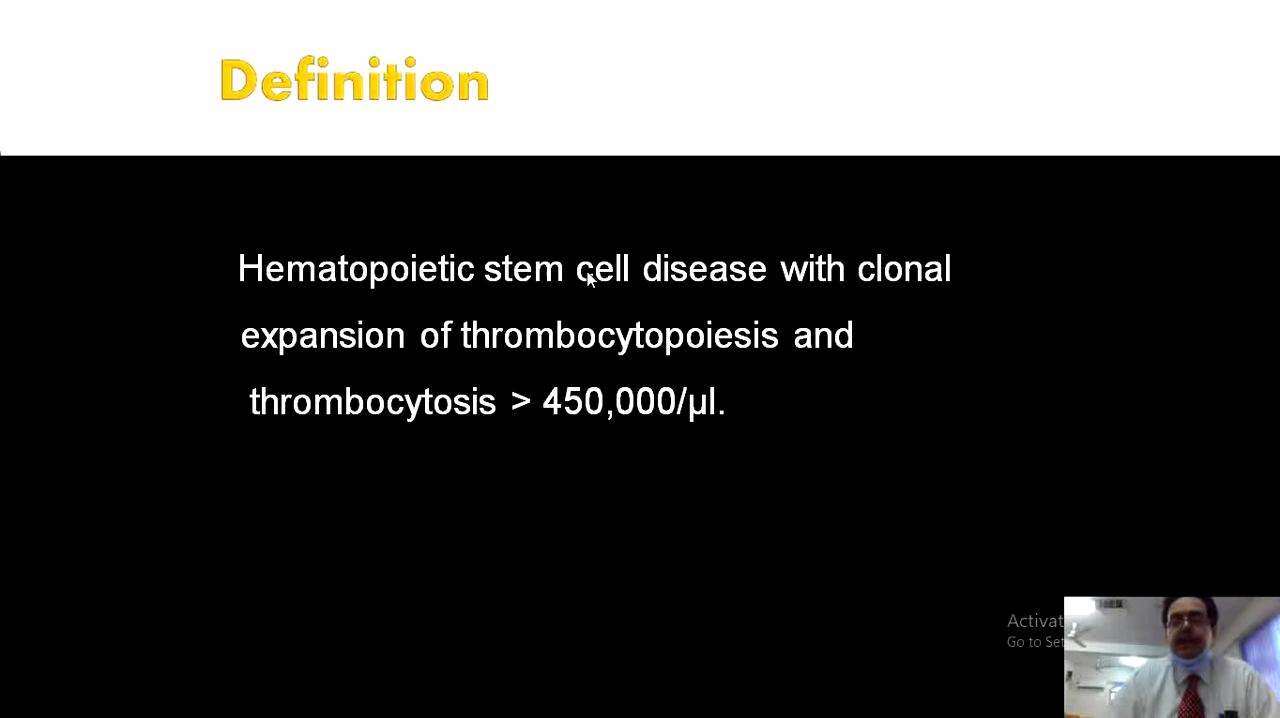 Definition
Hematopoietic stem cell disease with clonal
expansion of thrombocytopoiesis and
thrombocytosis > 450,000/µl.
Activat
Go to Set